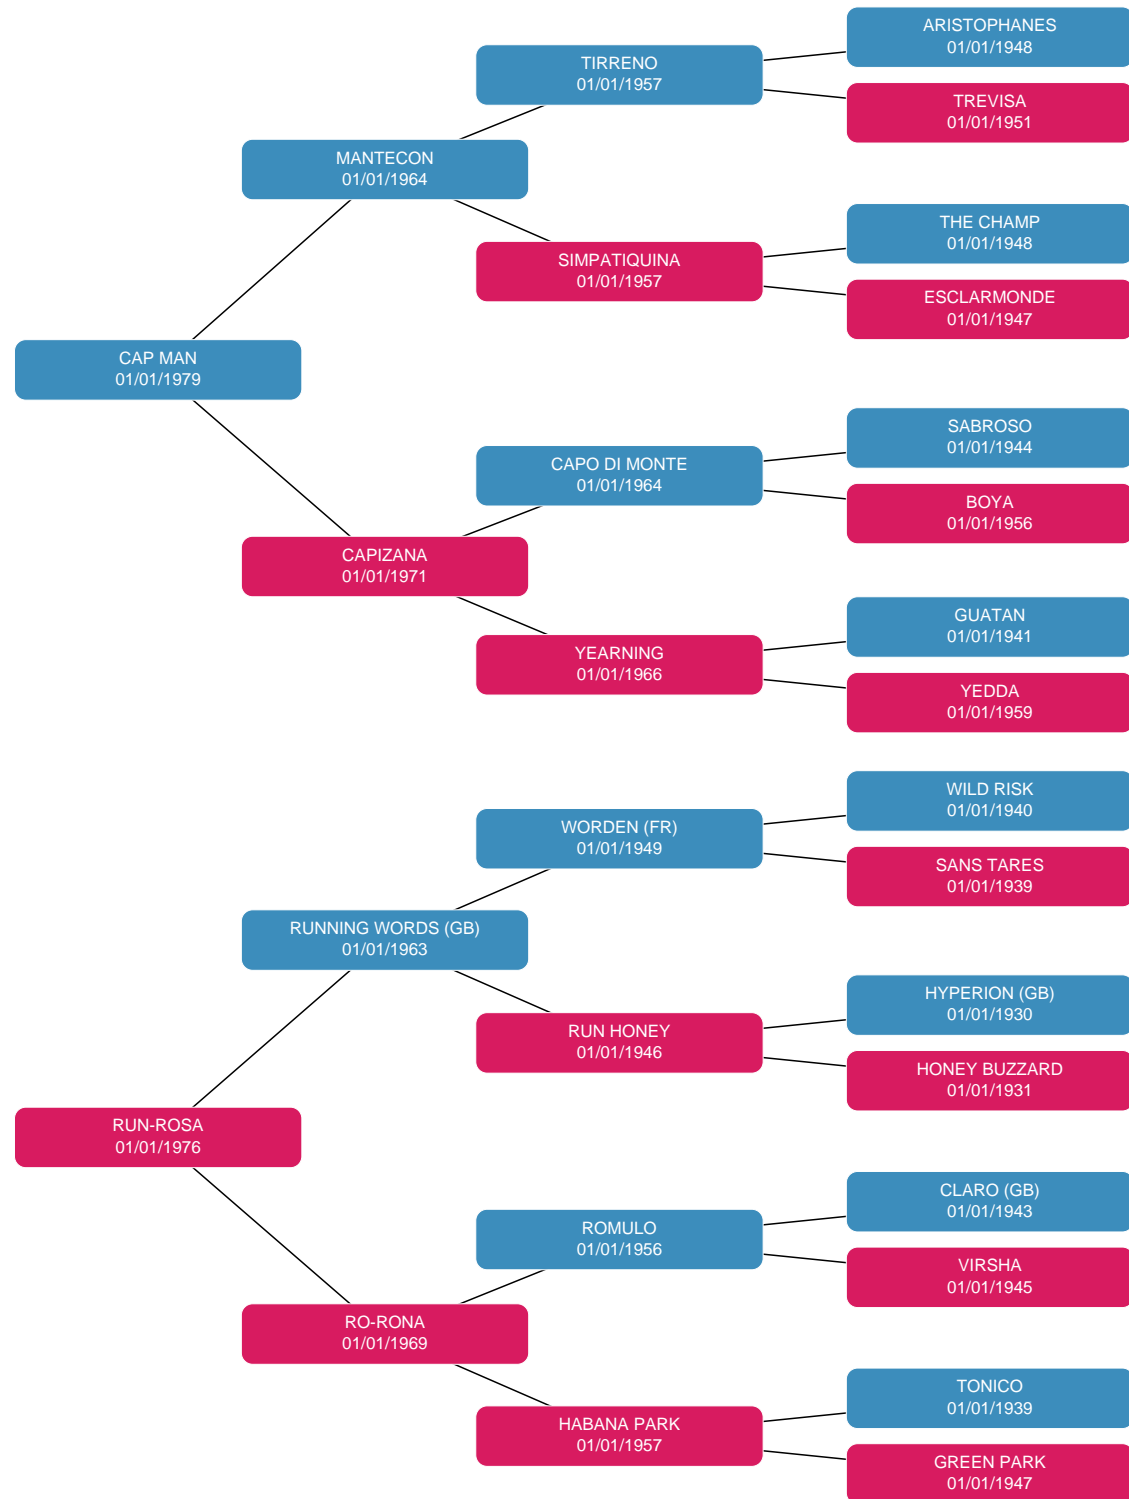 ARISTOPHANES
01/01/1948
TIRRENO
01/01/1957
TREVISA
01/01/1951
MANTECON
01/01/1964
THE CHAMP
01/01/1948
SIMPATIQUINA
01/01/1957
ESCLARMONDE
01/01/1947
CAP MAN
01/01/1979
SABROSO
01/01/1944
CAPO DI MONTE
01/01/1964
BOYA
01/01/1956
CAPIZANA
01/01/1971
GUATAN
01/01/1941
YEARNING
01/01/1966
YEDDA
01/01/1959
WILD RISK
01/01/1940
WORDEN (FR)
01/01/1949
SANS TARES
01/01/1939
RUNNING WORDS (GB)
01/01/1963
HYPERION (GB)
01/01/1930
RUN HONEY
01/01/1946
HONEY BUZZARD
01/01/1931
RUN-ROSA
01/01/1976
CLARO (GB)
01/01/1943
ROMULO
01/01/1956
VIRSHA
01/01/1945
RO-RONA
01/01/1969
TONICO
01/01/1939
HABANA PARK
01/01/1957
GREEN PARK
01/01/1947